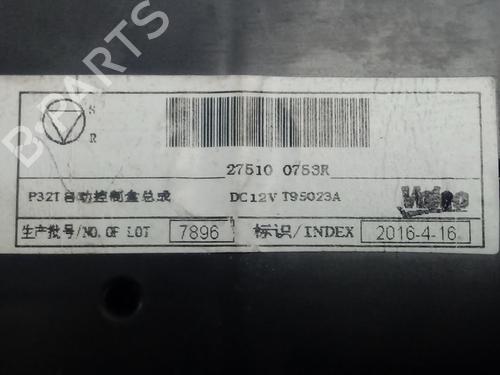 B-PARTS
S
R
27510 0753R
P32T自动控制盒总成 DC12V T95023A Valeo
生产批号/NO.OF LOT 7896 标识/INDEX 2016-4-16